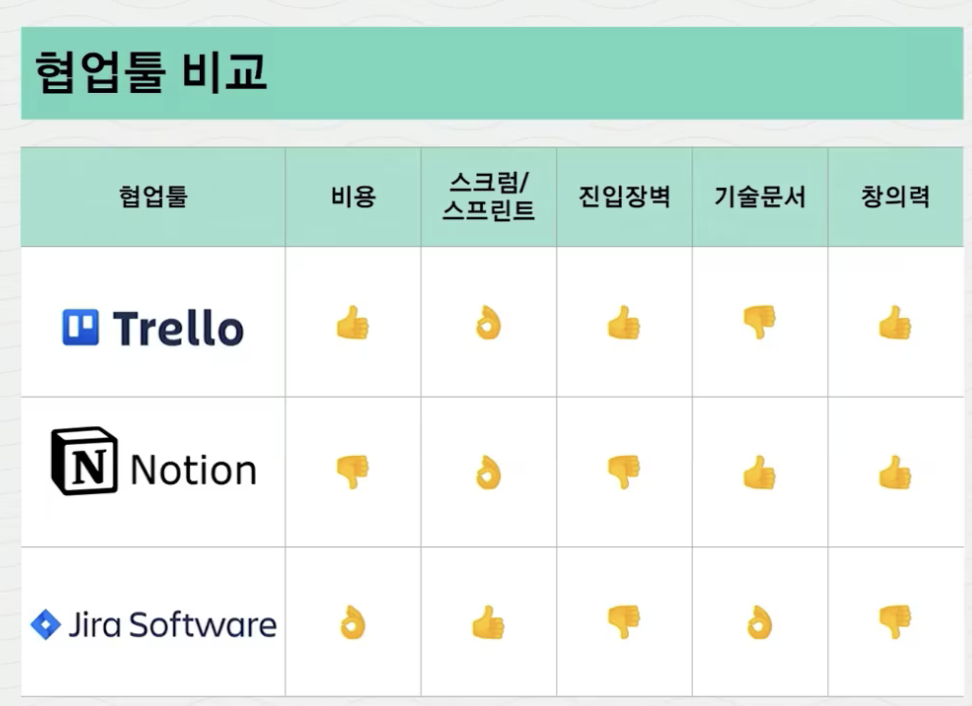 협업툴 비교
협업툴
비용
스크럼/
스프린트
진입장벽
기술문서
창의력
Trello
N Notion
Jira Software